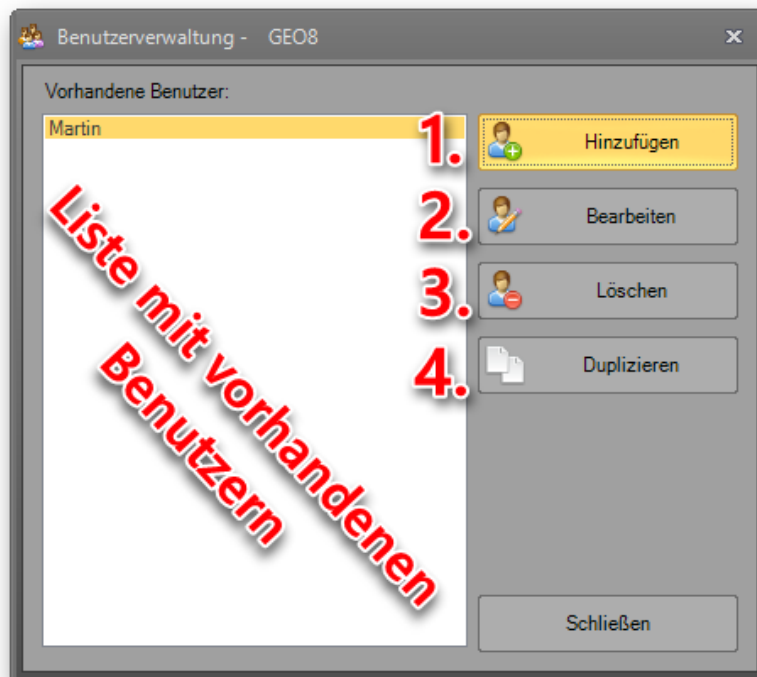 Benutzerverwaltung - GEO8
Vorhandene Benutzer:
Martin
1. Hinzufügen
2. Bearbeiten
3. Löschen
4. Duplizieren
Liste mit vorhandenen
Benutzern
Schließen